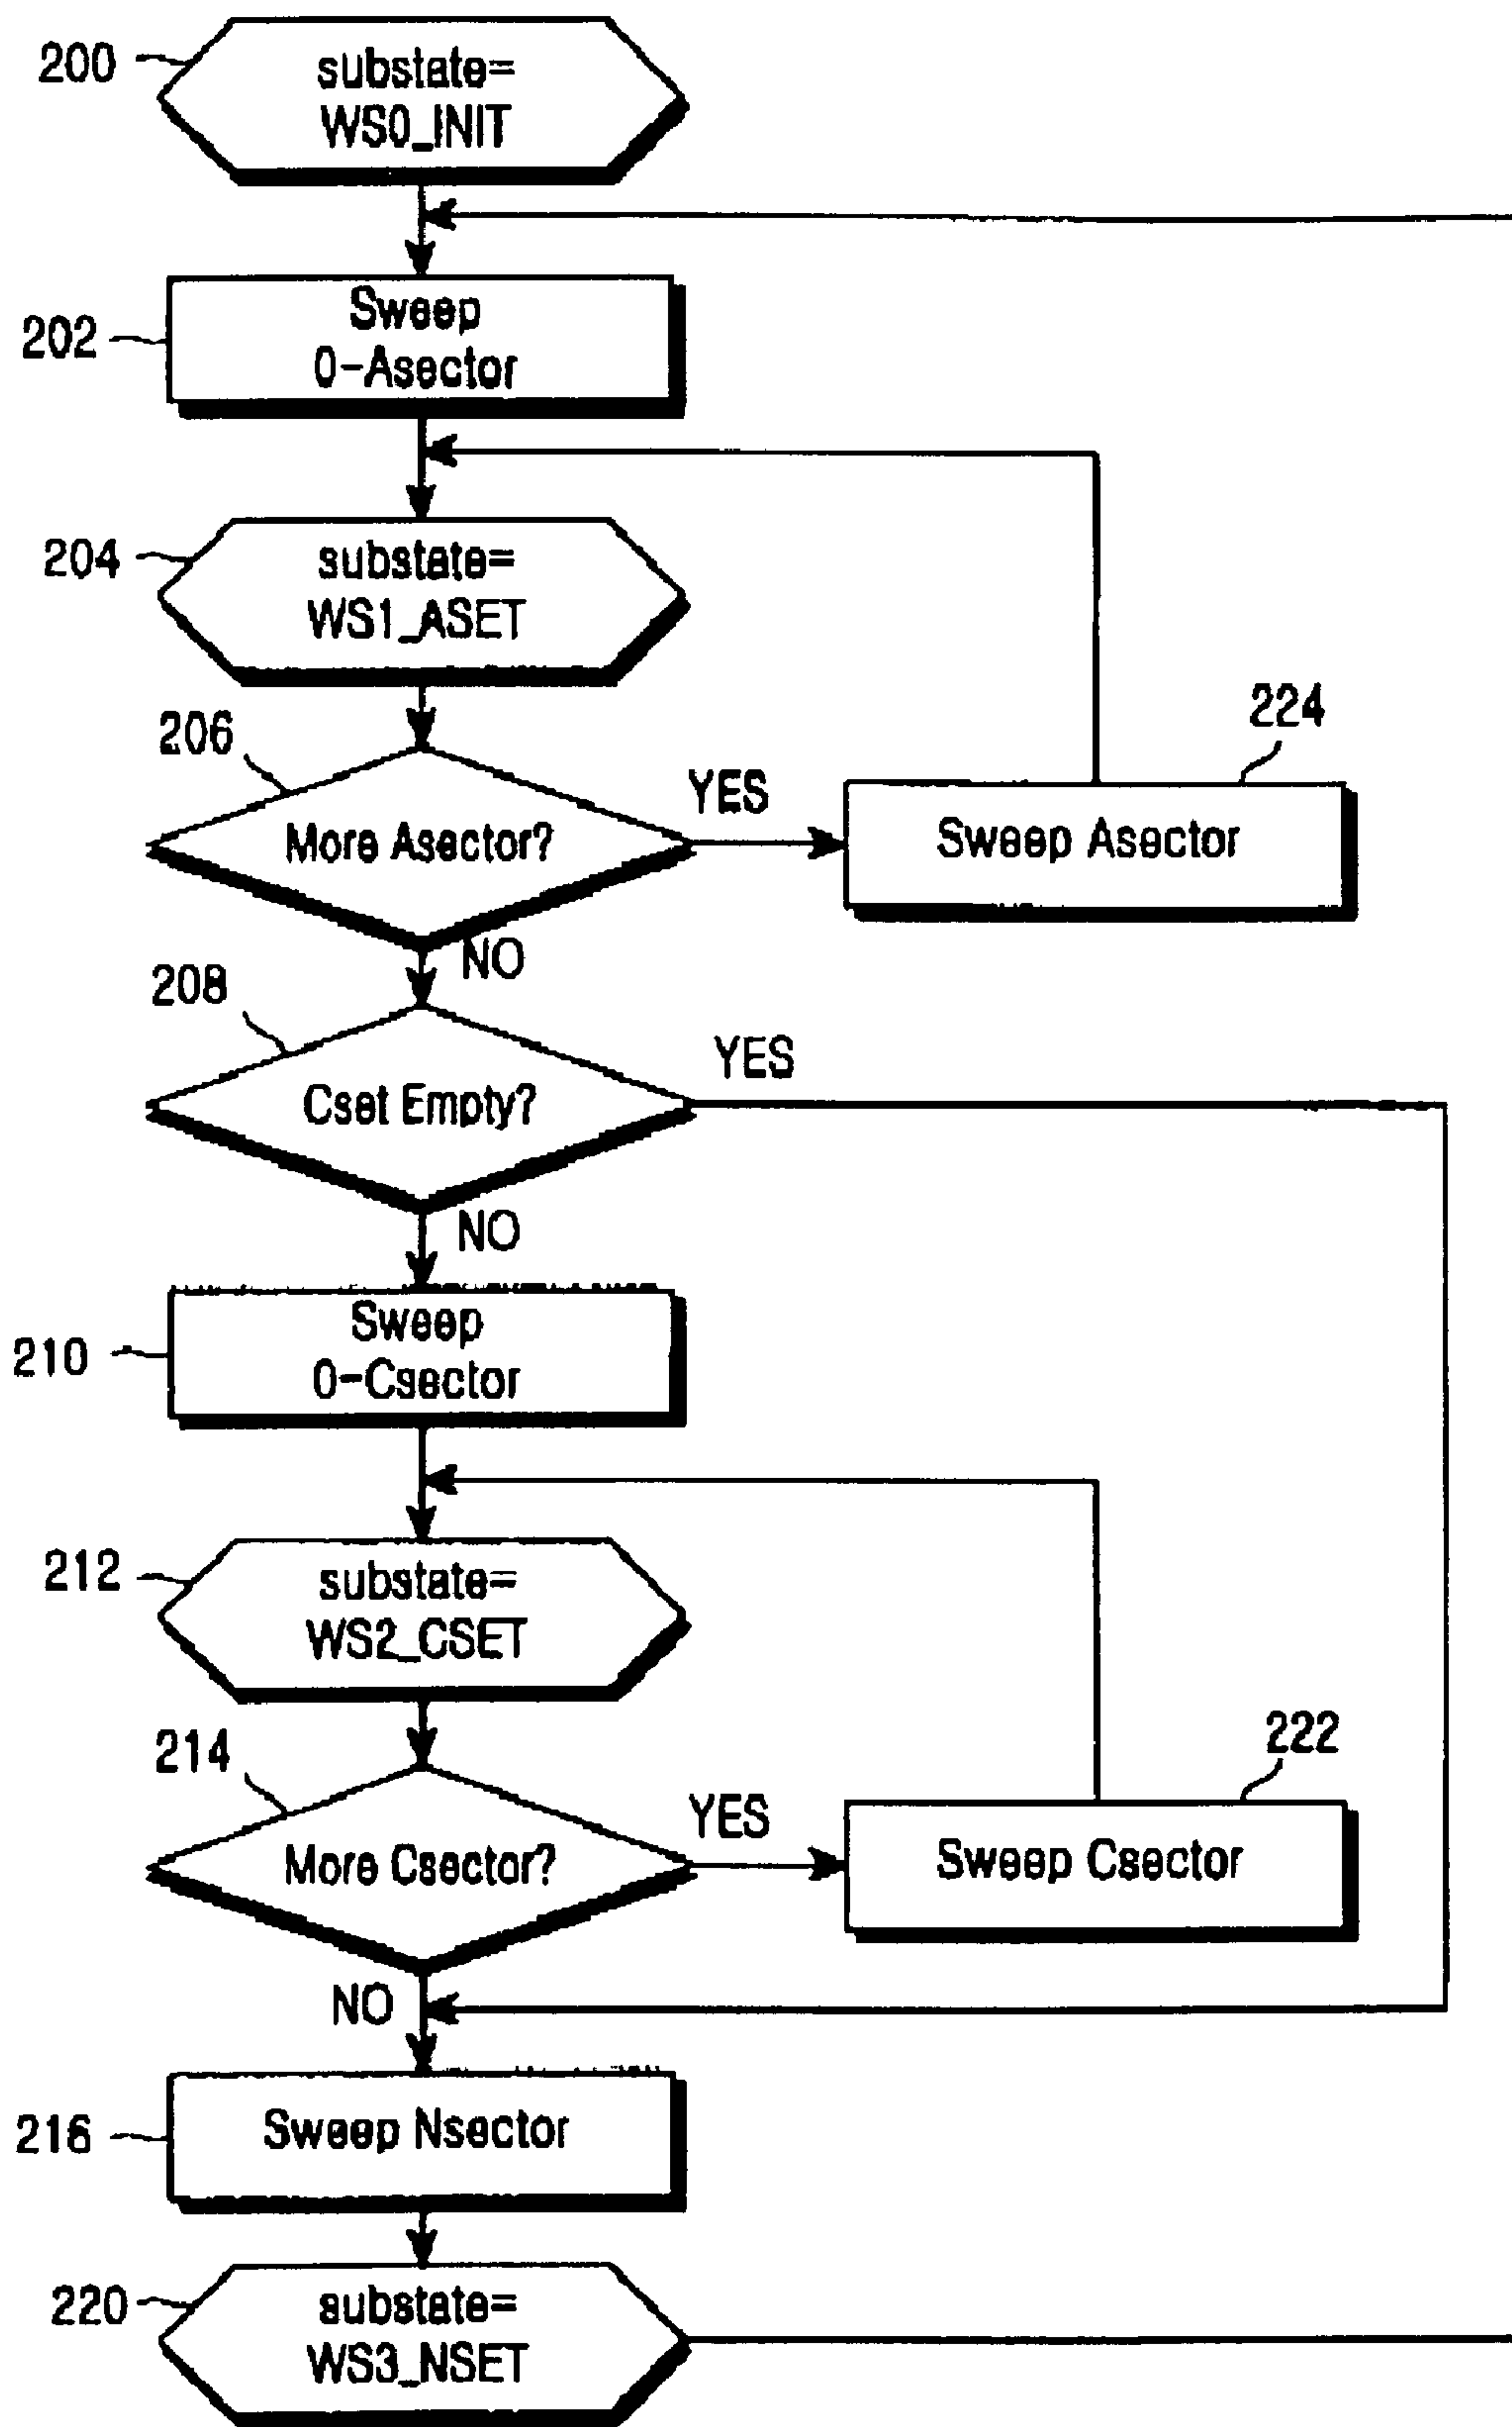 200
substate=
WS0_INIT
202
Sweep
0-Asector
204
substate=
WS1_ASET
206
More Asector?
YES
224
Sweep Asector
NO
208
Cset Empty?
YES
NO
210
Sweep
0-Csector
212
substate=
WS2_CSET
214
More Csector?
YES
222
Sweep Csector
NO
216
Sweep Nsector
220
substate=
WS3_NSET